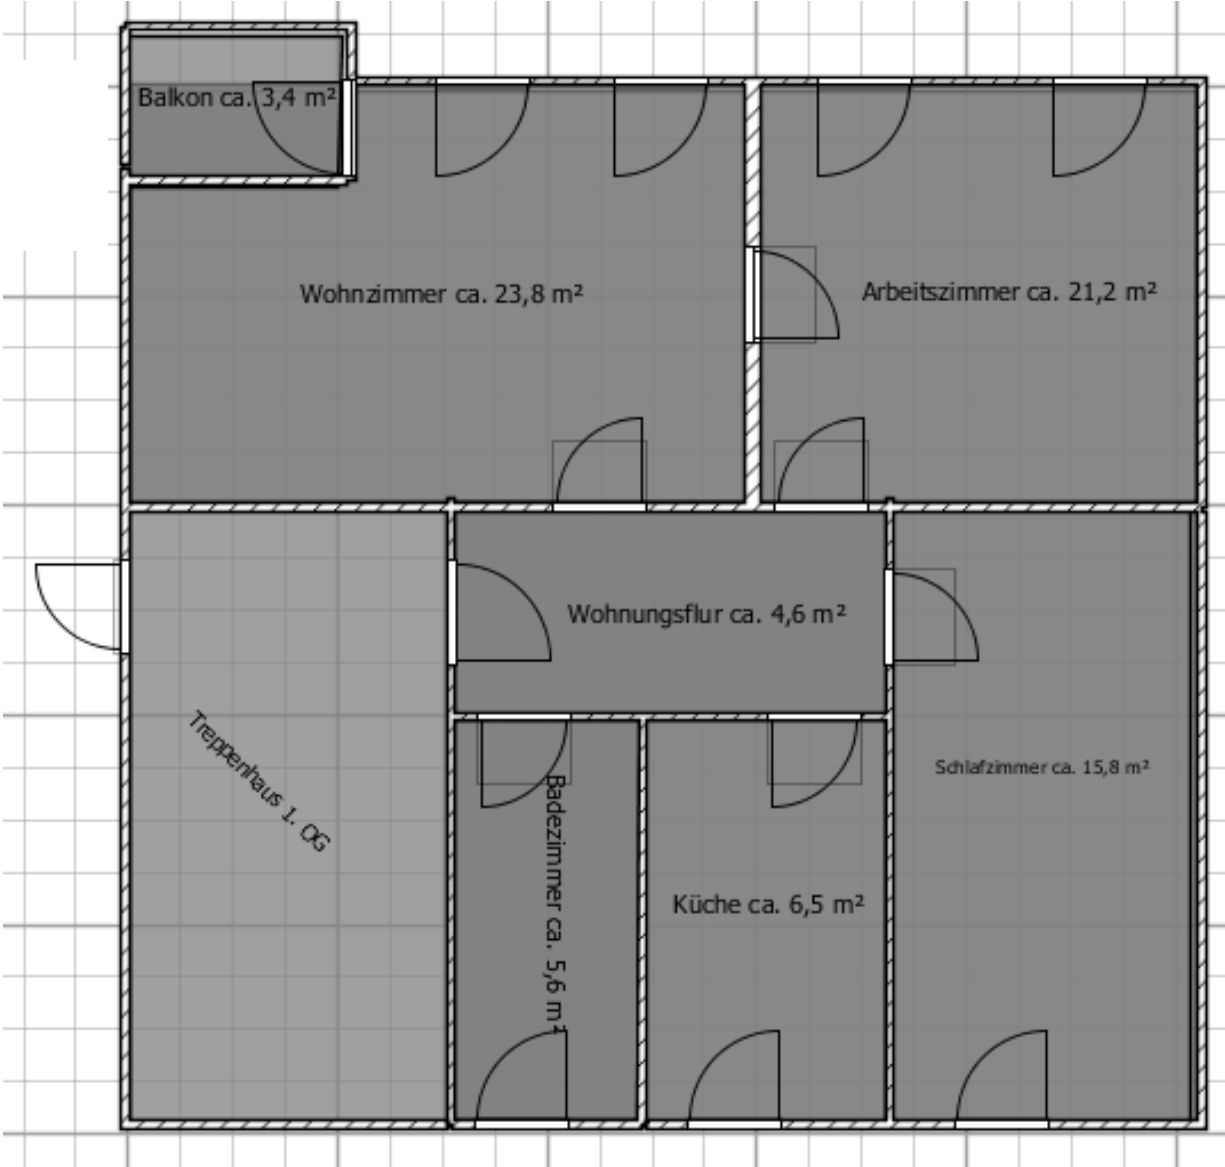 Balkon ca. 3,4 m²
Wohnzimmer ca. 23,8 m²
Arbeitszimmer ca. 21,2 m²
Wohnungsflur ca. 4,6 m²
Treppenhaus 1. OG
Badezimmer ca. 5,6 m²
Küche ca. 6,5 m²
Schlafzimmer ca. 15,8 m²